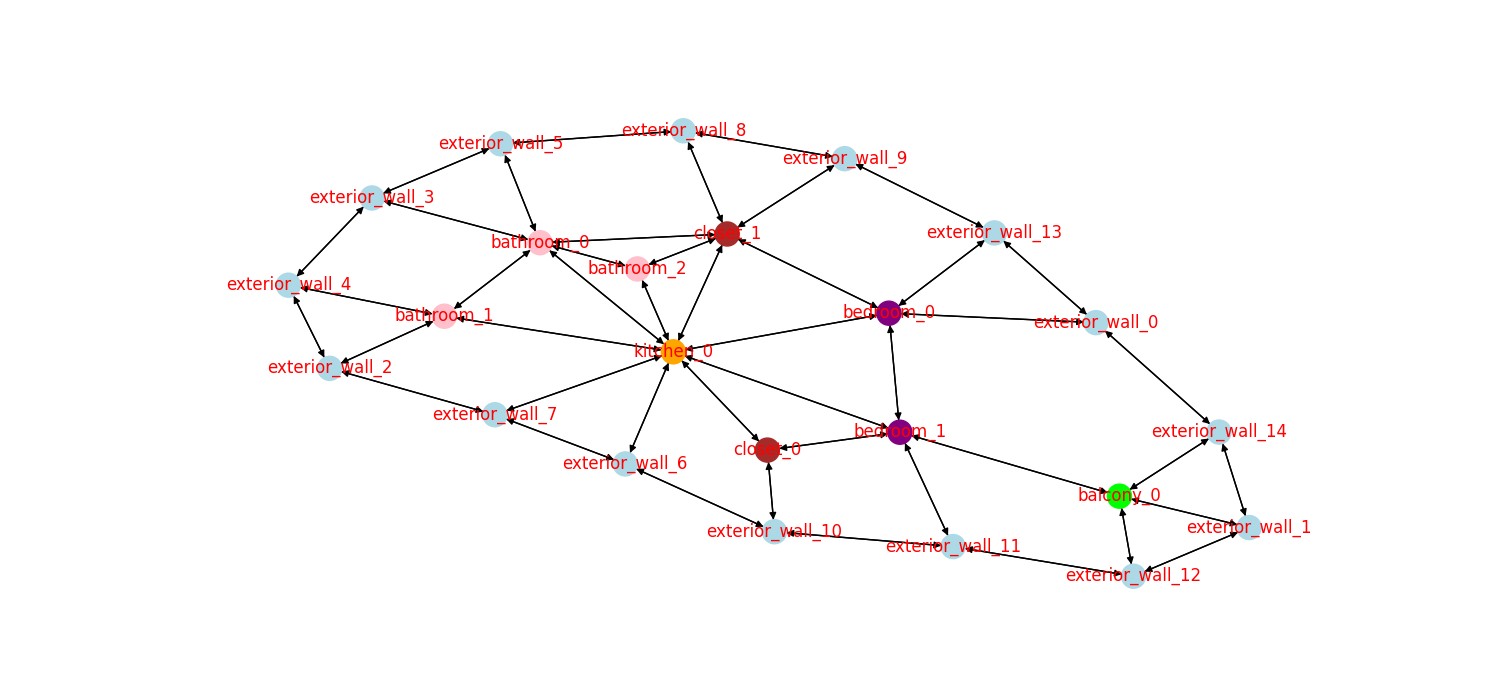 exterior_wall_8
exterior_wall_5
exterior_wall_9
exterior_wall_3
exterior_wall_13
closet_1
bathroom_0
bathroom_2
exterior_wall_4
bedroom_0
bathroom_1
exterior_wall_0
kitchen_0
exterior_wall_2
exterior_wall_7
bedroom_1
exterior_wall_14
closet_0
exterior_wall_6
balcony_0
exterior_wall_1
exterior_wall_10
exterior_wall_11
exterior_wall_12